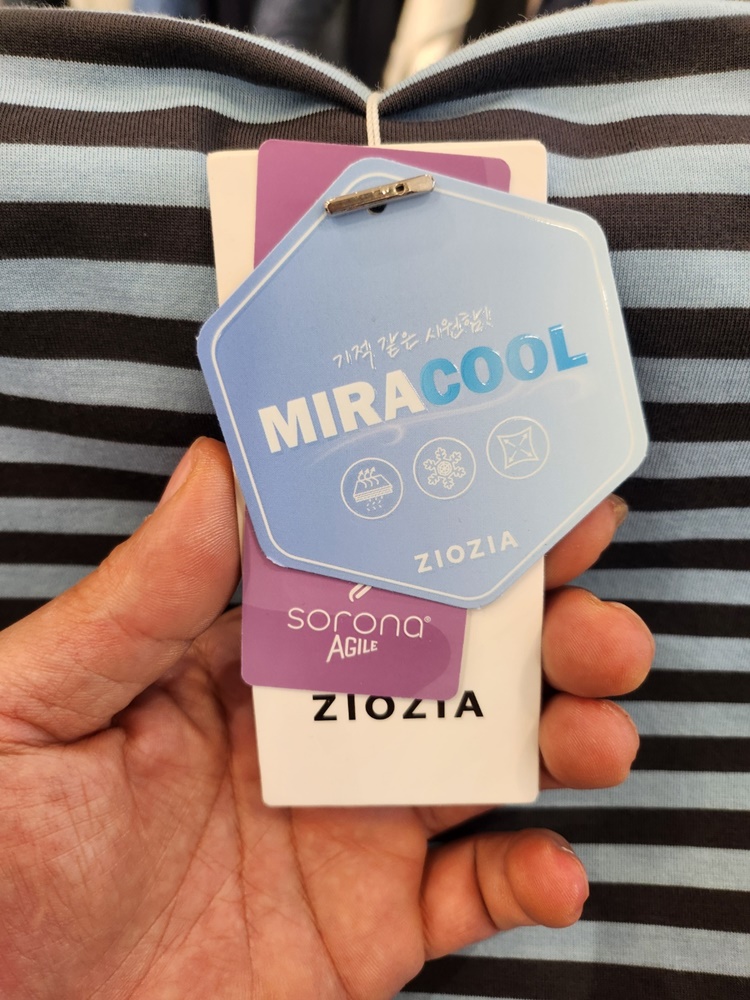 기적 같은 시원함!
MIRACOOL
ZIOZIA
sorona®
AGILE
ZIOZIA